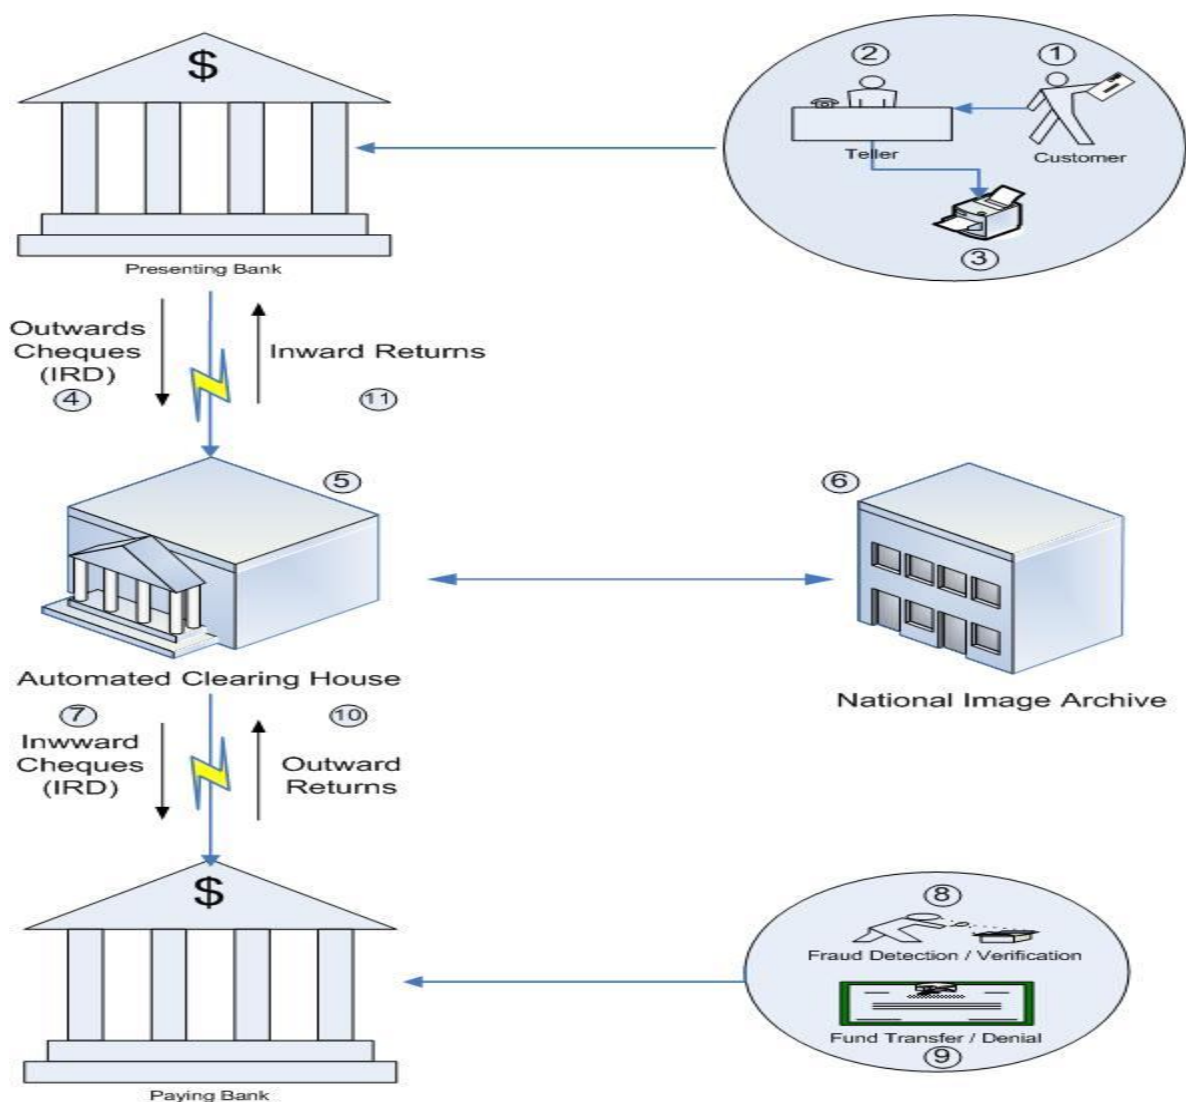 $
2
1
Teller
Customer
3
Presenting Bank
Outwards
Cheques
(IRD)
4
Inward Returns
11
5
6
Automated Clearing House
National Image Archive
7
Inwward
Cheques
(IRD)
10
Outward
Returns
$
8
Fraud Detection / Verification
Fund Transfer / Denial
9
Paying Bank